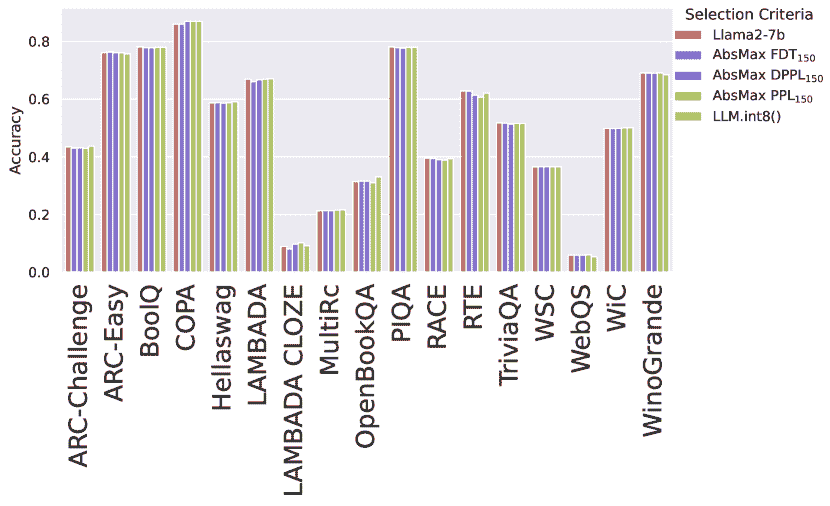 Selection Criteria
Llama2-7b
AbsMax FDT₁₅₀
AbsMax DPPL₁₅₀
AbsMax PPL₁₅₀
LLM.int8()
Accuracy
0.8
0.6
0.4
0.2
0.0
ARC-Challenge
ARC-Easy
BoolQ
COPA
Hellaswag
LAMBADA
LAMBADA CLOZE
MultiRc
OpenBookQA
PIQA
RACE
RTE
TriviaQA
WSC
WebQS
WiC
WinoGrande